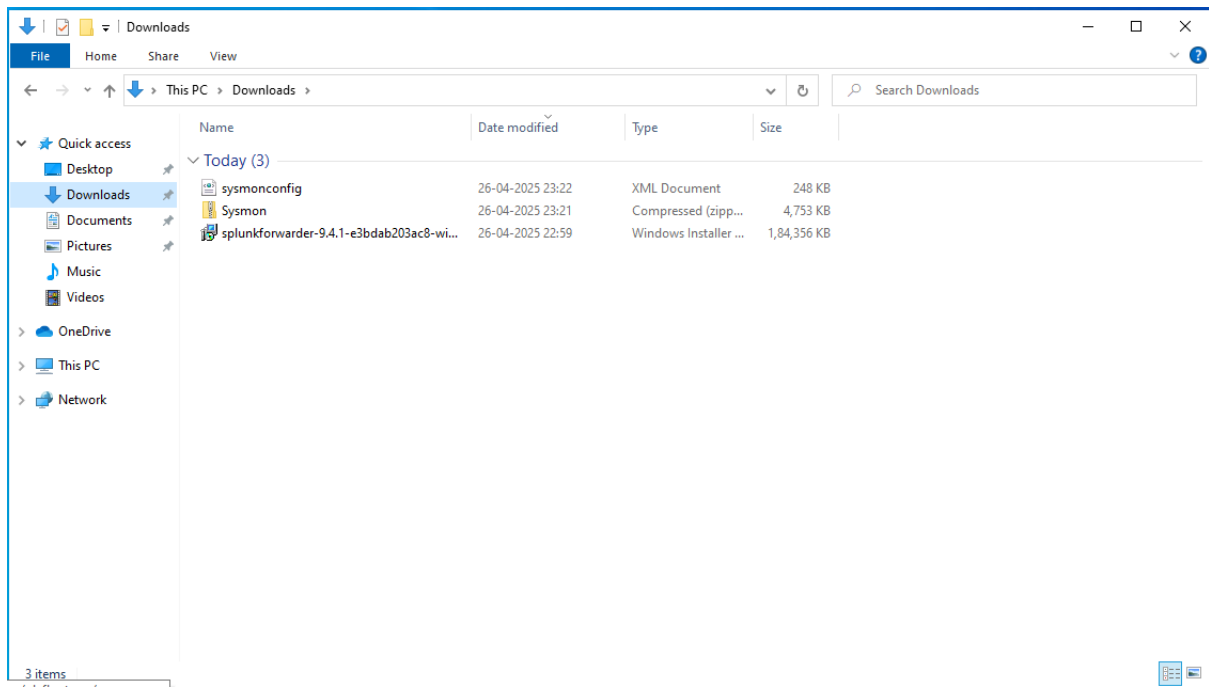 Downloads
File Home Share View
This PC > Downloads >
Search Downloads
Name Date modified Type Size
Quick access
Today (3)
Desktop
sysmonconfig 26-04-2025 23:22 XML Document 248 KB
Downloads
Sysmon 26-04-2025 23:21 Compressed (zipp... 4,753 KB
Documents
splunkforwarder-9.4.1-e3bdab203ac8-wi... 26-04-2025 22:59 Windows Installer ... 1,84,356 KB
Pictures
Music
Videos
OneDrive
This PC
Network
3 items